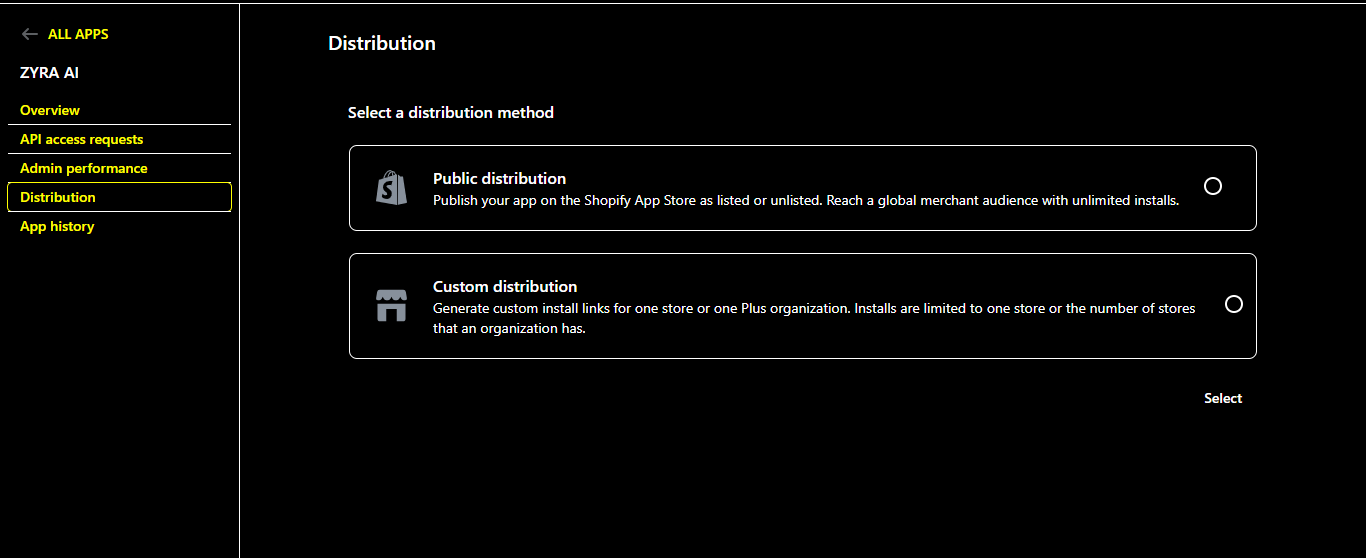 ALL APPS
ZYRA AI
Overview
API access requests
Admin performance
Distribution
App history
Distribution
Select a distribution method
Public distribution
Publish your app on the Shopify App Store as listed or unlisted. Reach a global merchant audience with unlimited installs.
Custom distribution
Generate custom install links for one store or one Plus organization. Installs are limited to one store or the number of stores
that an organization has.
Select